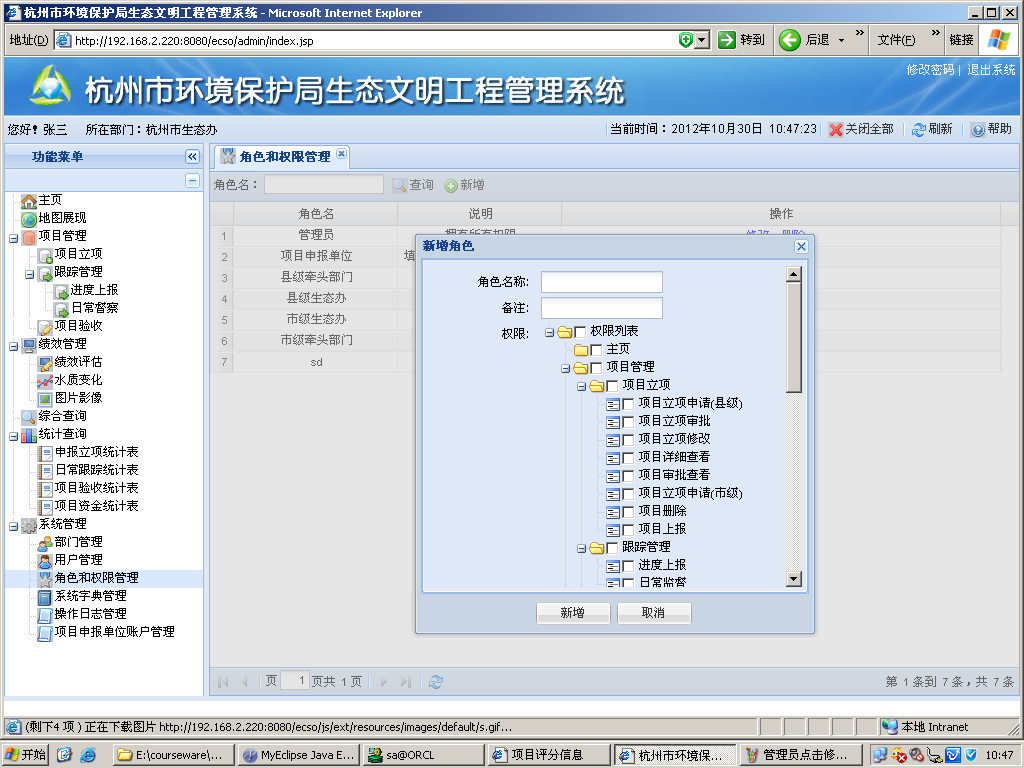 杭州市环境保护局生态文明工程管理系统 - Microsoft Internet Explorer
地址(D) http://192.168.2.220:8080/ecso/admin/index.jsp 转到 后退 » 文件(F) » 链接
杭州市环境保护局生态文明工程管理系统
修改密码 | 退出系统
您好! 张三 所在部门：杭州市生态办 当前时间：2012年10月30日 10:47:23 关闭全部 刷新 帮助
功能菜单
主页
地图展现
项目管理
项目立项
跟踪管理
进度上报
日常督察
项目验收
绩效管理
绩效评估
水质变化
图片影像
综合查询
统计查询
申报立项统计表
日常跟踪统计表
项目验收统计表
项目资金统计表
系统管理
部门管理
用户管理
角色和权限管理
系统字典管理
操作日志管理
项目申报单位账户管理
角色和权限管理
角色名： 查询 新增
角色名 说明 操作
1 管理员 拥有所有权限 修改 删除
2 项目申报单位 填
3 县级牵头部门
4 县级生态办
5 市级生态办
6 市级牵头部门
7 sd
新增角色
角色名称:
备注:
权限: 权限列表
主页
项目管理
项目立项
项目立项申请(县级)
项目立项审批
项目立项修改
项目详细查看
项目审批查看
项目立项申请(市级)
项目删除
项目上报
跟踪管理
进度上报
日常监督
新增 取消
页 1 页共 1 页 第 1 条到 7 条，共 7 条
(剩下4 项) 正在下载图片 http://192.168.2.220:8080/ecso/js/ext/resources/images/default/s.gif... 本地 Intranet
开始 E:\courseware\... MyEclipse Java E... sa@ORCL 项目评分信息 杭州市环境保... 管理员点击修... 10:47